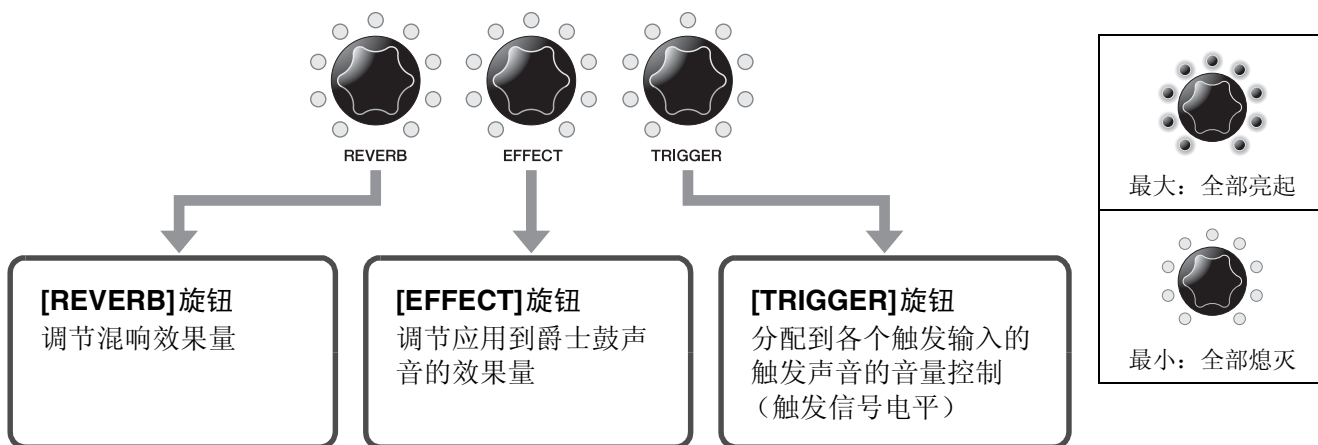 REVERB
EFFECT
TRIGGER
[REVERB]旋钮
调节混响效果量
[EFFECT]旋钮
调节应用到爵士鼓声
音的效果量
[TRIGGER]旋钮
分配到各个触发输入的
触发声音的音量控制
（触发信号电平）
最大：全部亮起
最小：全部熄灭